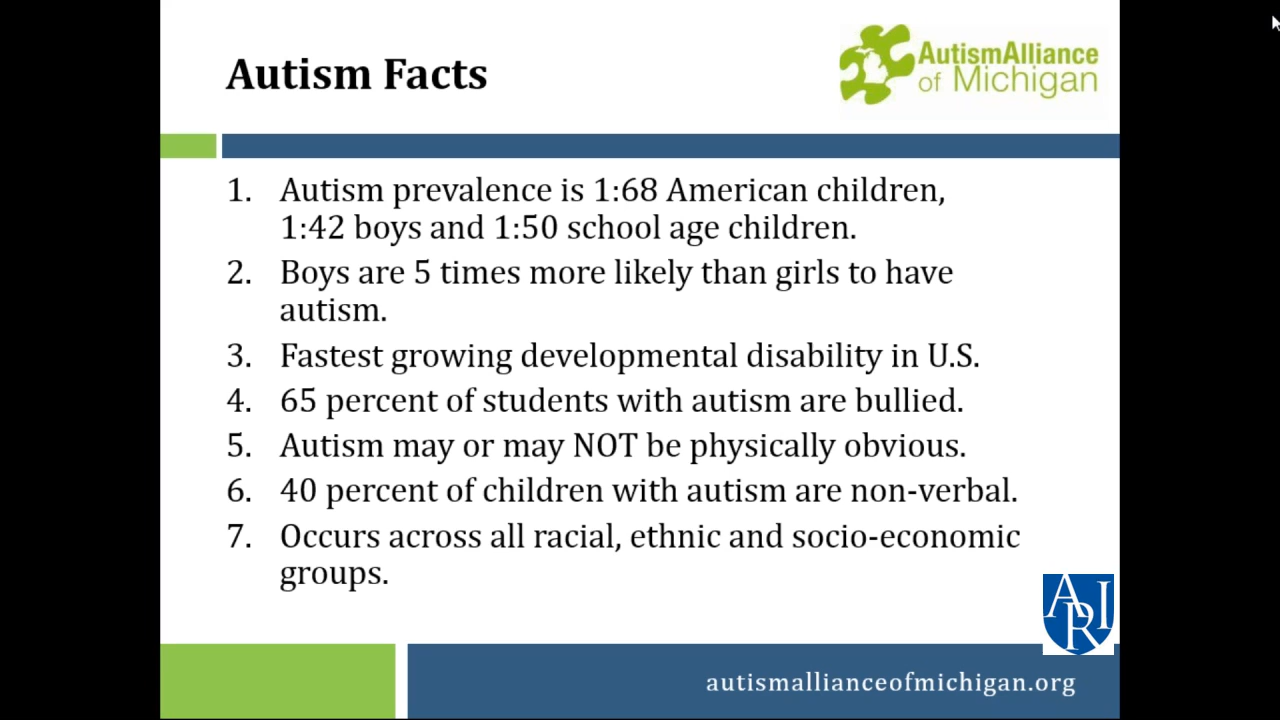 Autism Facts
AutismAlliance
of Michigan
1. Autism prevalence is 1:68 American children,
1:42 boys and 1:50 school age children.
2. Boys are 5 times more likely than girls to have
autism.
3. Fastest growing developmental disability in U.S.
4. 65 percent of students with autism are bullied.
5. Autism may or may NOT be physically obvious.
6. 40 percent of children with autism are non-verbal.
7. Occurs across all racial, ethnic and socio-economic
groups.
ARI
autismallianceofmichigan.org